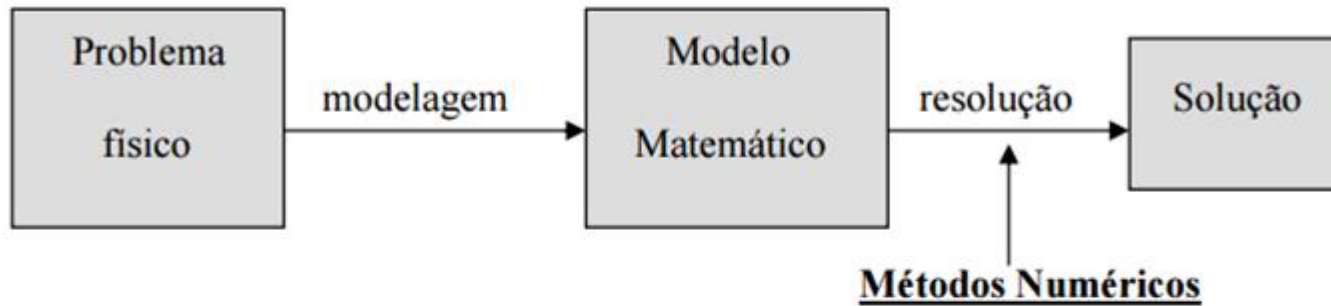 Problema
físico
modelagem
Modelo
Matemático
resolução
Solução
Métodos Numéricos